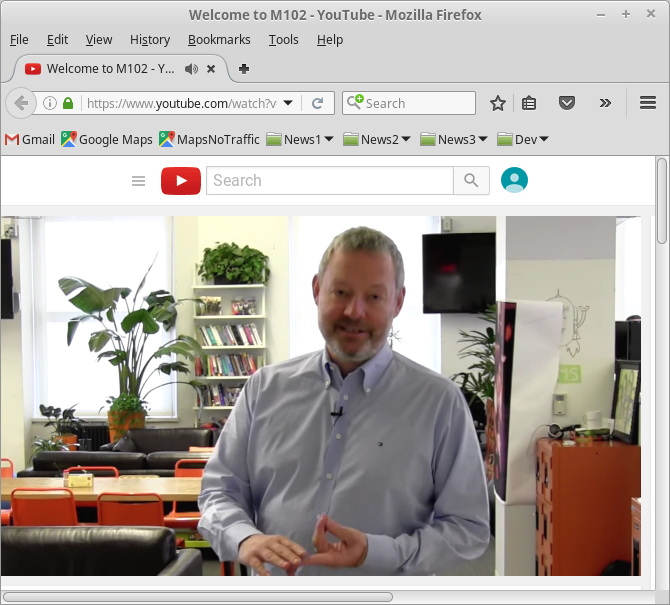 Welcome to M102 - YouTube - Mozilla Firefox
File Edit View History Bookmarks Tools Help
Welcome to M102 - Y...
https://www.youtube.com/watch?v
Search
Gmail Google Maps MapsNoTraffic News1 News2 News3 Dev
Search